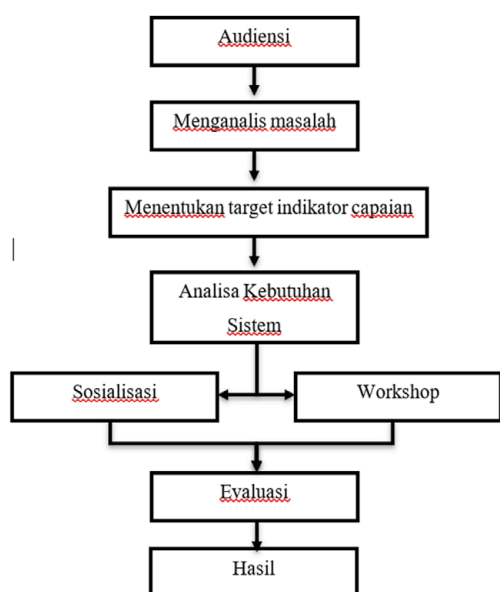 Audiensi
Menganalis masalah
Menentukan target indikator capaian
Analisa Kebutuhan
Sistem
Sosialisasi
Workshop
Evaluasi
Hasil